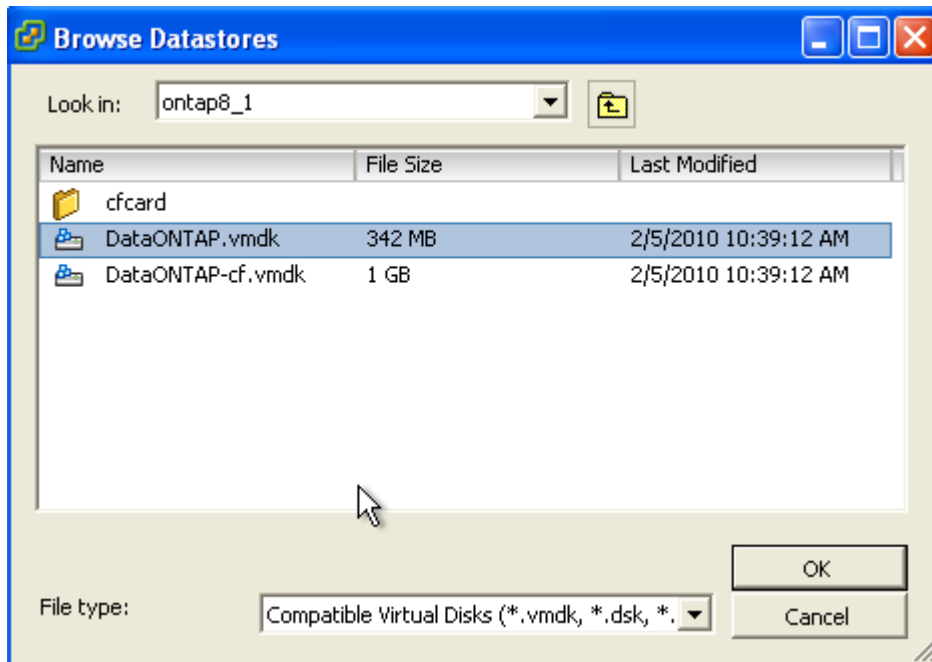 Browse Datastores
Look in: ontap8_1
Name File Size Last Modified
cfcard
DataONTAP.vmdk 342 MB 2/5/2010 10:39:12 AM
DataONTAP-cf.vmdk 1 GB 2/5/2010 10:39:12 AM
OK
File type: Compatible Virtual Disks (*.vmdk, *.dsk, *.
Cancel